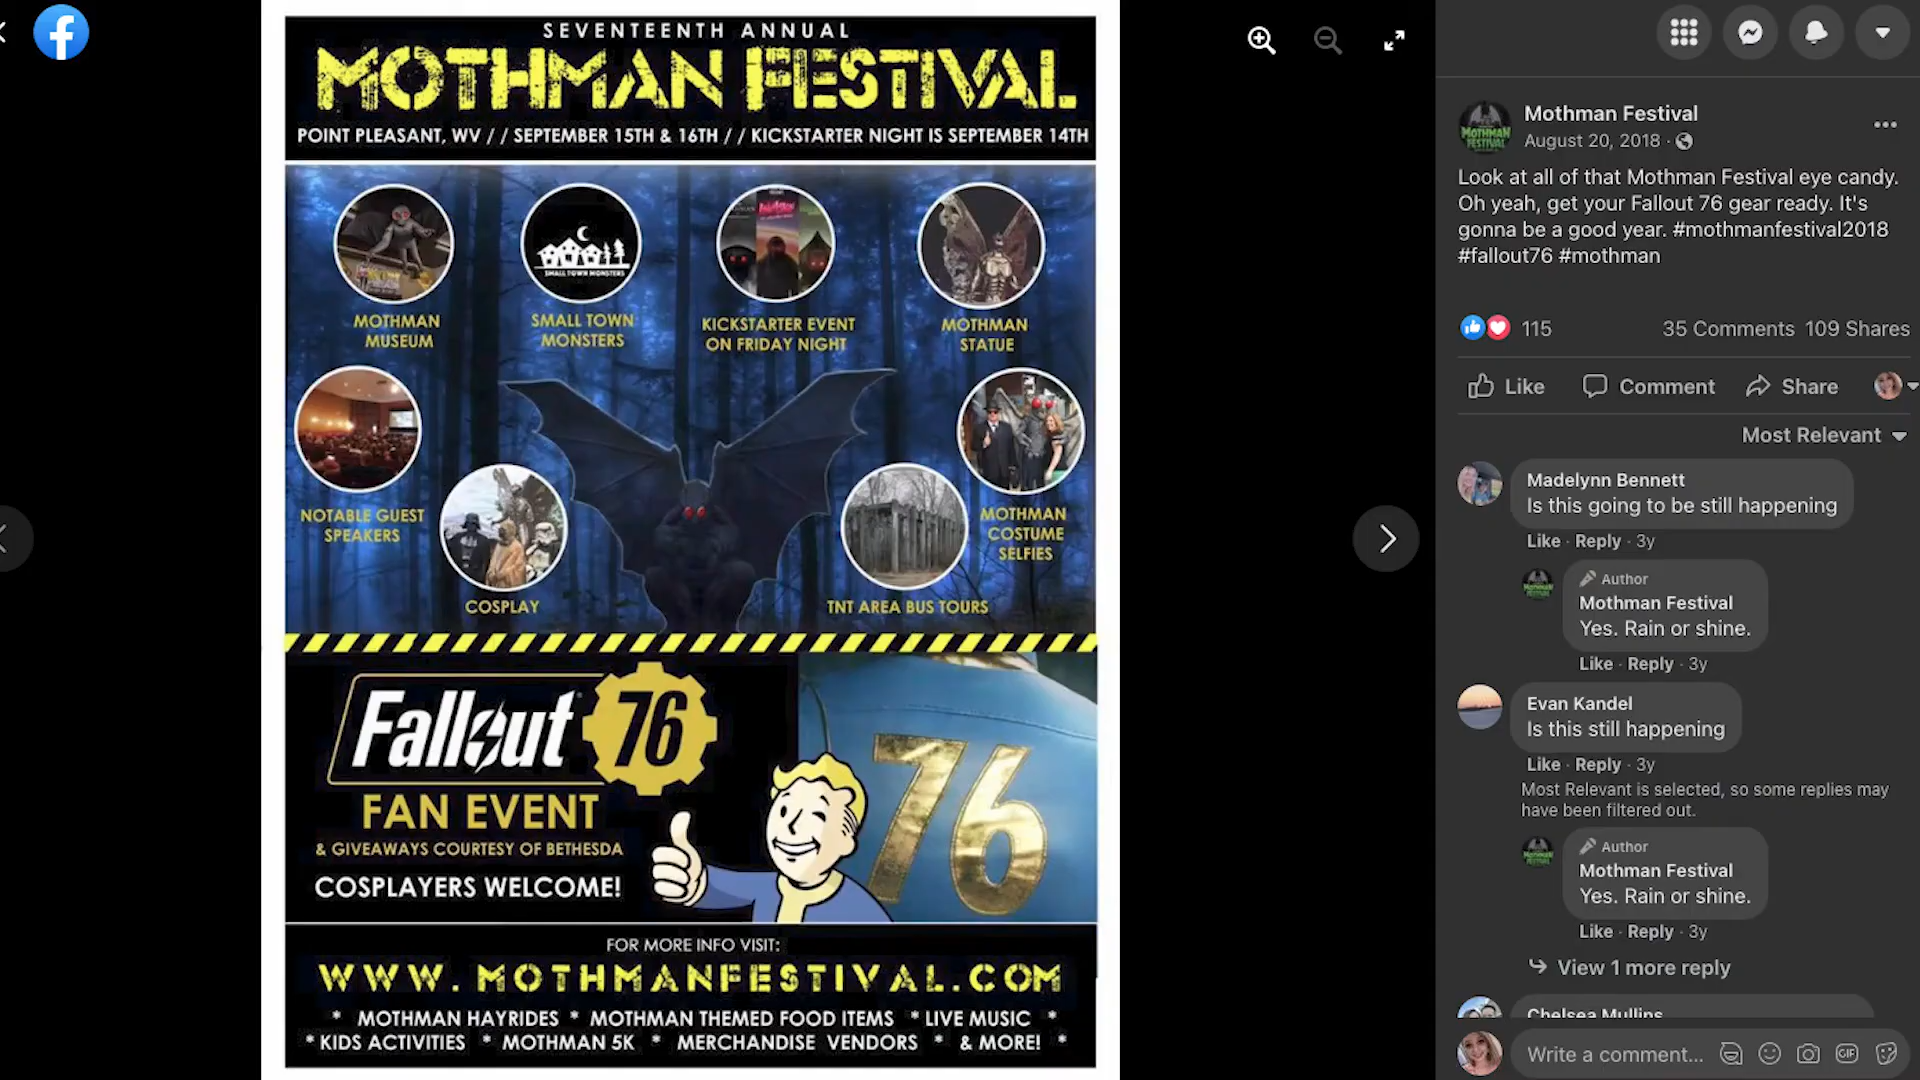 SEVENTEENTH ANNUAL
MOTHMAN FESTIVAL
POINT PLEASANT, WV // SEPTEMBER 15TH & 16TH // KICKSTARTER NIGHT IS SEPTEMBER 14TH
SMALL TOWN MONSTERS
MOTHMAN
MUSEUM
SMALL TOWN
MONSTERS
KICKSTARTER EVENT
ON FRIDAY NIGHT
MOTHMAN
STATUE
NOTABLE GUEST
SPEAKERS
COSPLAY
TNT AREA BUS TOURS
MOTHMAN
COSTUME
SELFIES
Fallout 76
FAN EVENT
& GIVEAWAYS COURTESY OF BETHESDA
COSPLAYERS WELCOME!
76
FOR MORE INFO VISIT:
WWW.MOTHMANFESTIVAL.COM
* MOTHMAN HAYRIDES * MOTHMAN THEMED FOOD ITEMS * LIVE MUSIC *
* KIDS ACTIVITIES * MOTHMAN 5K * MERCHANDISE VENDORS * & MORE! *
MOTHMAN FESTIVAL
Mothman Festival
August 20, 2018 ·
Look at all of that Mothman Festival eye candy.
Oh yeah, get your Fallout 76 gear ready. It's
gonna be a good year. #mothmanfestival2018
#fallout76 #mothman
115 35 Comments 109 Shares
Like Comment Share
Most Relevant
Madelynn Bennett
Is this going to be still happening
Like · Reply · 3y
Author
Mothman Festival
Yes. Rain or shine.
Like · Reply · 3y
Evan Kandel
Is this still happening
Like · Reply · 3y
Most Relevant is selected, so some replies may
have been filtered out.
Author
Mothman Festival
Yes. Rain or shine.
Like · Reply · 3y
View 1 more reply
Chelsea Mullins
Write a comment...
GIF